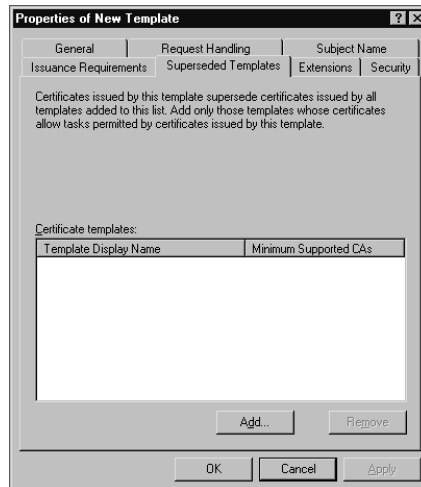 Properties of New Template
General Request Handling Subject Name
Issuance Requirements Superseded Templates Extensions Security
Certificates issued by this template supersede certificates issued by all
templates added to this list. Add only those templates whose certificates
allow tasks permitted by certificates issued by this template.
Certificate templates:
Template Display Name Minimum Supported CAs
Add... Remove
OK Cancel Apply